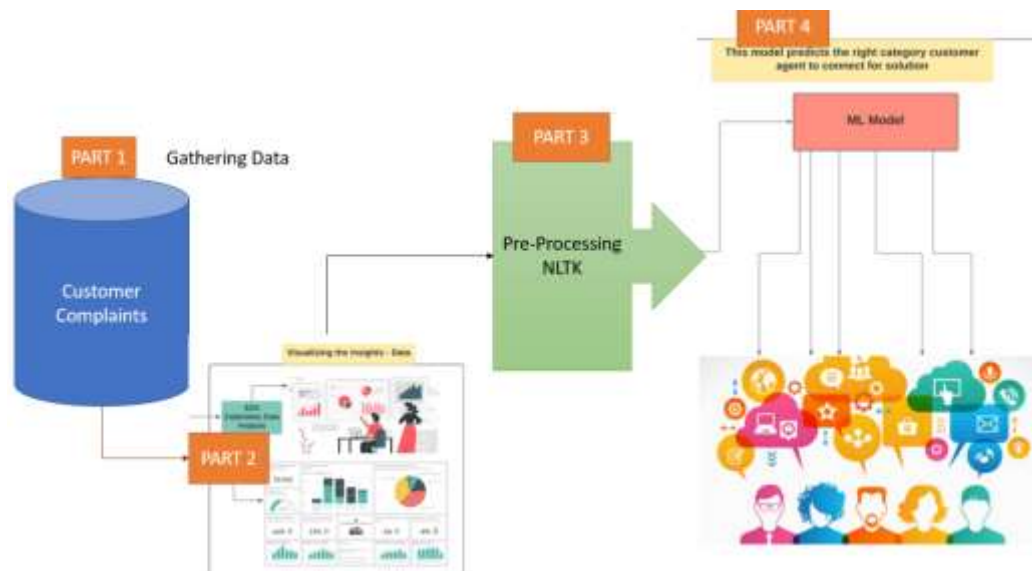 PART 1
Gathering Data
Customer
Complaints
Visualizing the Insights - Data
PART 2
PART 3
Pre-Processing
NLTK
PART 4
This model predicts the right category customer
agent to connect for solution
ML Model